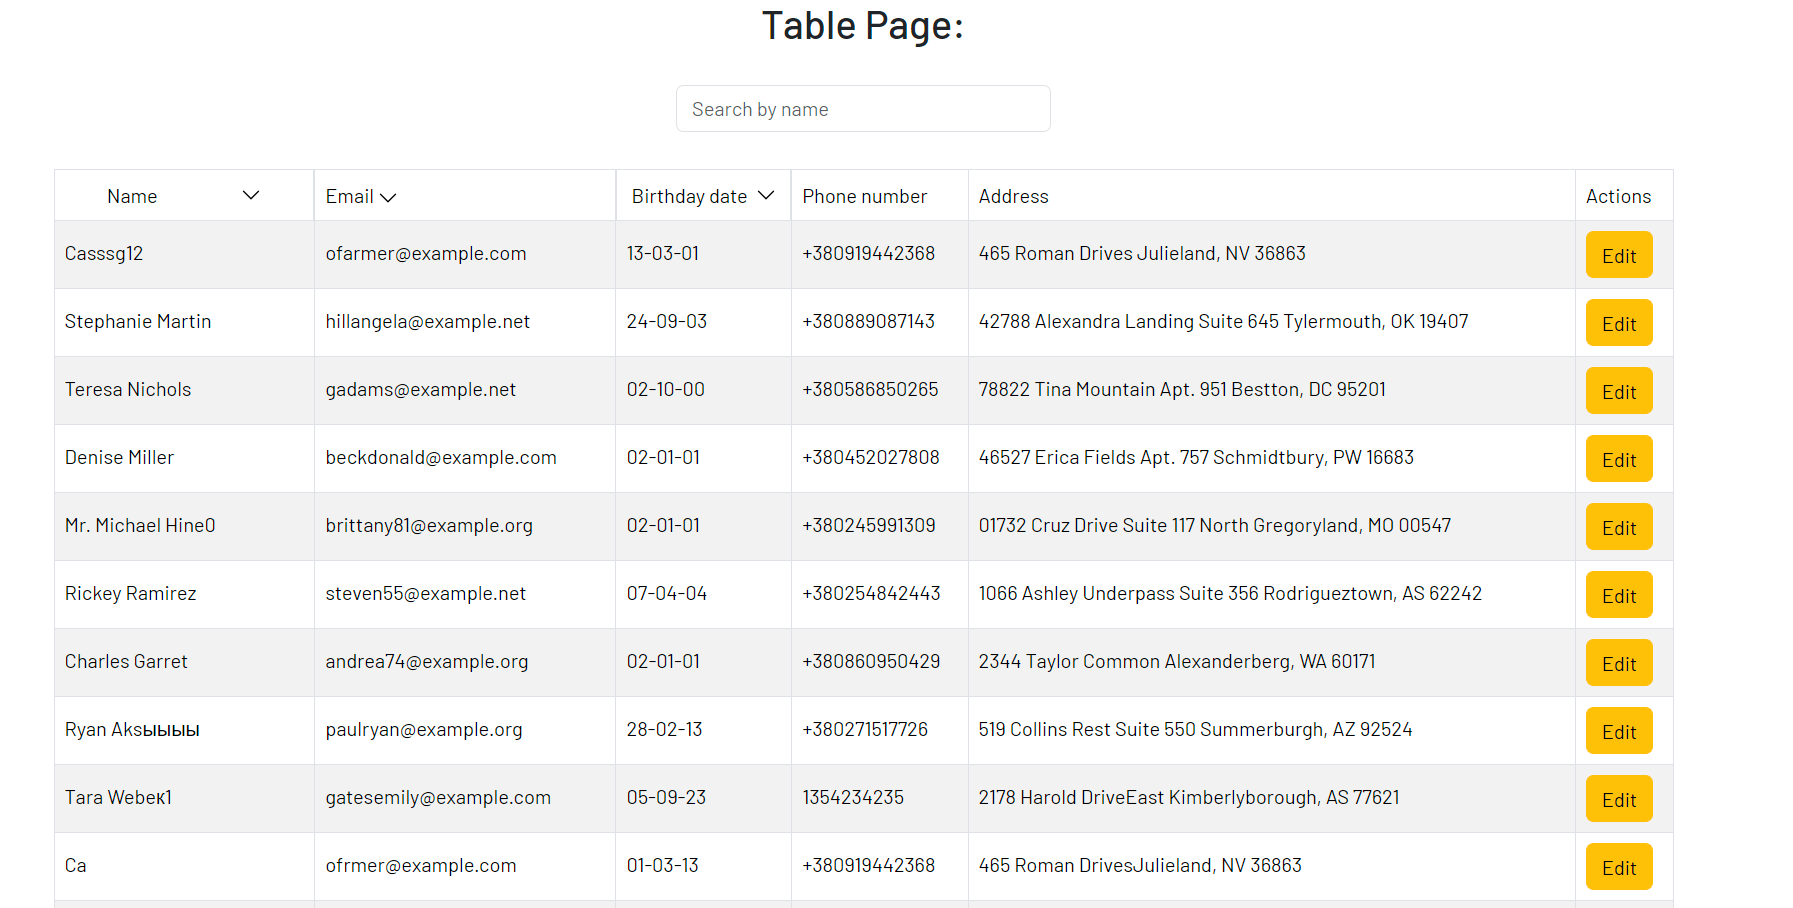 Table Page:
Search by name
Name Email Birthday date Phone number Address Actions
Casssg12 ofarmer@example.com 13-03-01 +380919442368 465 Roman Drives Julieland, NV 36863 Edit
Stephanie Martin hillangela@example.net 24-09-03 +380889087143 42788 Alexandra Landing Suite 645 Tylermouth, OK 19407 Edit
Teresa Nichols gadams@example.net 02-10-00 +380586850265 78822 Tina Mountain Apt. 951 Bestton, DC 95201 Edit
Denise Miller beckdonald@example.com 02-01-01 +380452027808 46527 Erica Fields Apt. 757 Schmidtbury, PW 16683 Edit
Mr. Michael Hine0 brittany81@example.org 02-01-01 +380245991309 01732 Cruz Drive Suite 117 North Gregoryland, MO 00547 Edit
Rickey Ramirez steven55@example.net 07-04-04 +380254842443 1066 Ashley Underpass Suite 356 Rodrigueztown, AS 62242 Edit
Charles Garret andrea74@example.org 02-01-01 +380860950429 2344 Taylor Common Alexanderberg, WA 60171 Edit
Ryan Aksыыыы paulryan@example.org 28-02-13 +380271517726 519 Collins Rest Suite 550 Summerburgh, AZ 92524 Edit
Tara Webeк1 gatesemily@example.com 05-09-23 1354234235 2178 Harold DriveEast Kimberlyborough, AS 77621 Edit
Ca ofrmer@example.com 01-03-13 +380919442368 465 Roman DrivesJulieland, NV 36863 Edit